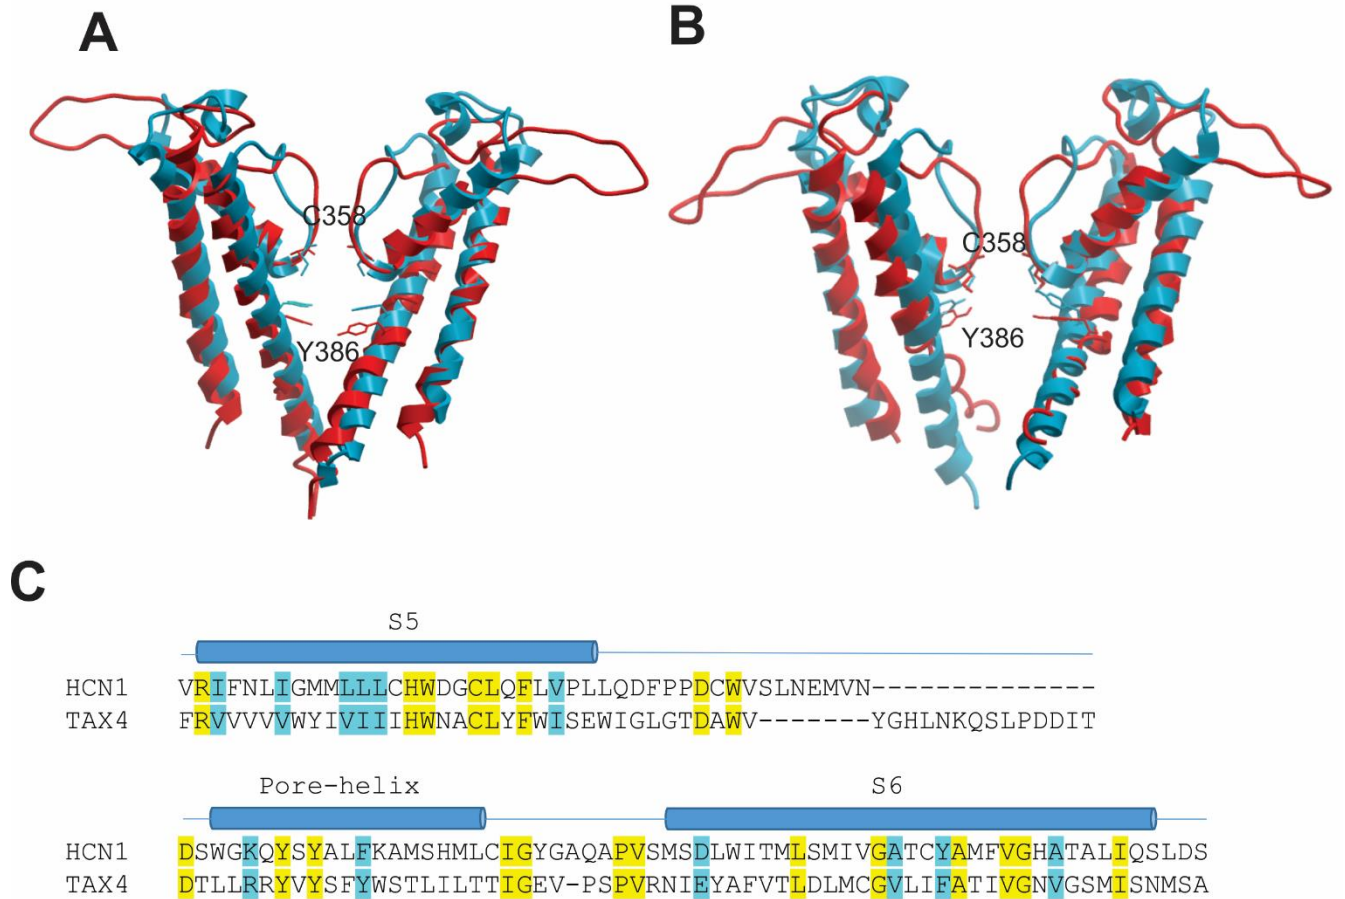 A
B
C358
Y386
C358
Y386
C
S5
HCN1 VRIFNLIGMMLLLCHWDGCLQFLVPLLQDFPPDCWVSLNEMVN--------------
TAX4 FRVVVVVWYIVIIIHWNACLYFWISEWIGLGTDAWV-------YGHLNKQSLPDDIT
Pore-helix S6
HCN1 DSWGKQYSYALFKAMSHMLCIGYGAQAPVSMSDLWITMLSMIVGATCYAMFVGHATALIQSLDS
TAX4 DTLLRRYVYSFYWSTLILTTIGEV-PSPVRNIEYAFVTLDLMCGVLIFATIVGNVGSMISNMSA